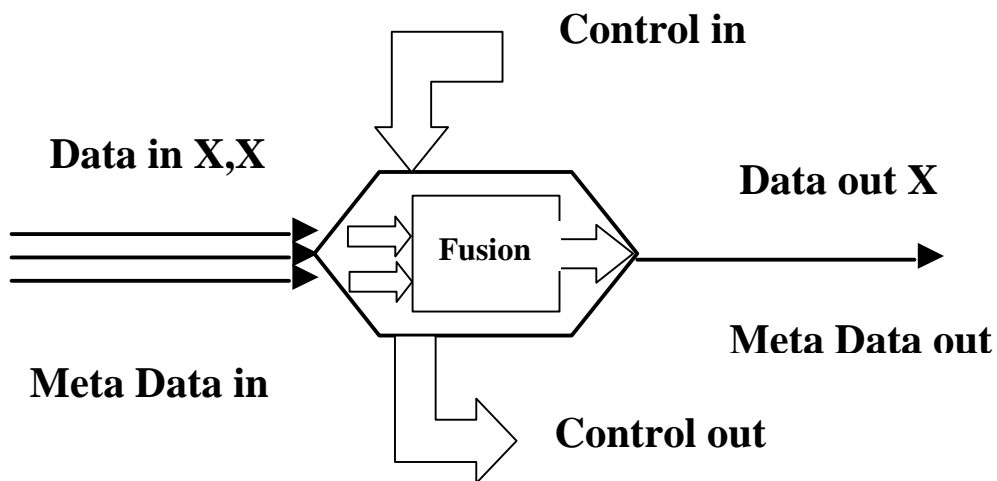 Control in
Data in X,X
Data out X
Fusion
Meta Data out
Meta Data in
Control out